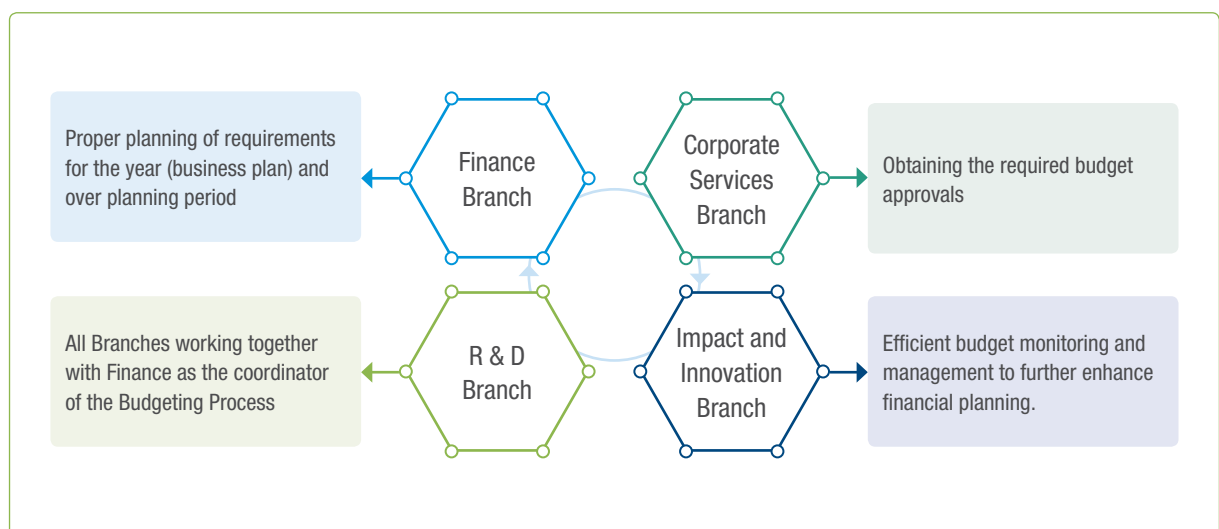 Proper planning of requirements
for the year (business plan) and
over planning period
Finance
Branch
Corporate
Services
Branch
Obtaining the required budget
approvals
All Branches working together
with Finance as the coordinator
of the Budgeting Process
R & D
Branch
Impact and
Innovation
Branch
Efficient budget monitoring and
management to further enhance
financial planning.